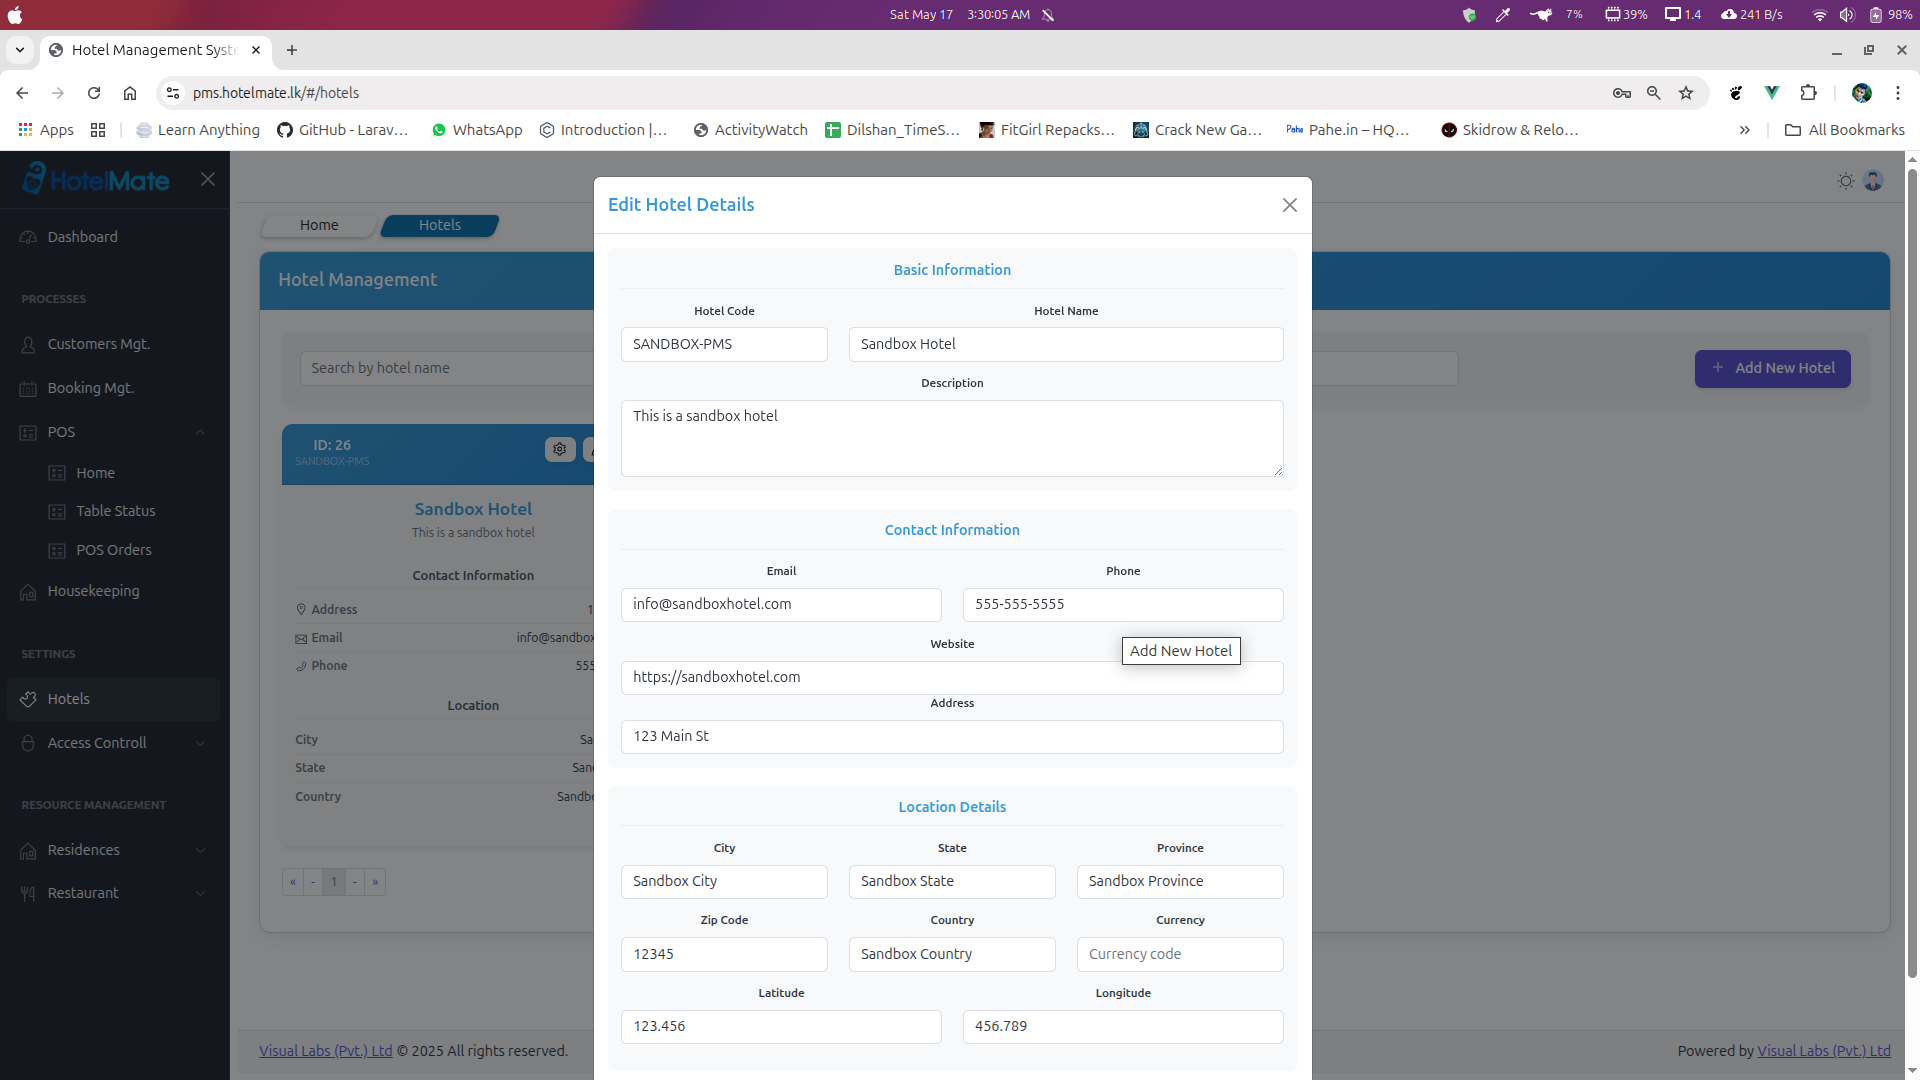 Sat May 17 3:30:05 AM 7% 39% 1.4 241 B/s 98%
Hotel Management Syste
pms.hotelmate.lk/#/hotels
Apps Learn Anything GitHub - Larav… WhatsApp Introduction |… ActivityWatch Dilshan_TimeS… FitGirl Repacks… Crack New Ga… Pahe Pahe.in – HQ… Skidrow & Relo… » All Bookmarks
HotelMate
Dashboard
PROCESSES
Customers Mgt.
Booking Mgt.
POS
Home
Table Status
POS Orders
Housekeeping
SETTINGS
Hotels
Access Controll
RESOURCE MANAGEMENT
Residences
Restaurant
Home Hotels
Hotel Management
Search by hotel name
+ Add New Hotel
ID: 26
SANDBOX-PMS
Sandbox Hotel
This is a sandbox hotel
Contact Information
Address 1
Email info@sandbox
Phone 555
Location
City Sa
State San
Country Sandb
« - 1 - »
Edit Hotel Details
Basic Information
Hotel Code Hotel Name
SANDBOX-PMS Sandbox Hotel
Description
This is a sandbox hotel
Contact Information
Email Phone
info@sandboxhotel.com 555-555-5555
Website
Add New Hotel
https://sandboxhotel.com
Address
123 Main St
Location Details
City State Province
Sandbox City Sandbox State Sandbox Province
Zip Code Country Currency
12345 Sandbox Country Currency code
Latitude Longitude
123.456 456.789
Visual Labs (Pvt.) Ltd © 2025 All rights reserved.
Powered by Visual Labs (Pvt.) Ltd